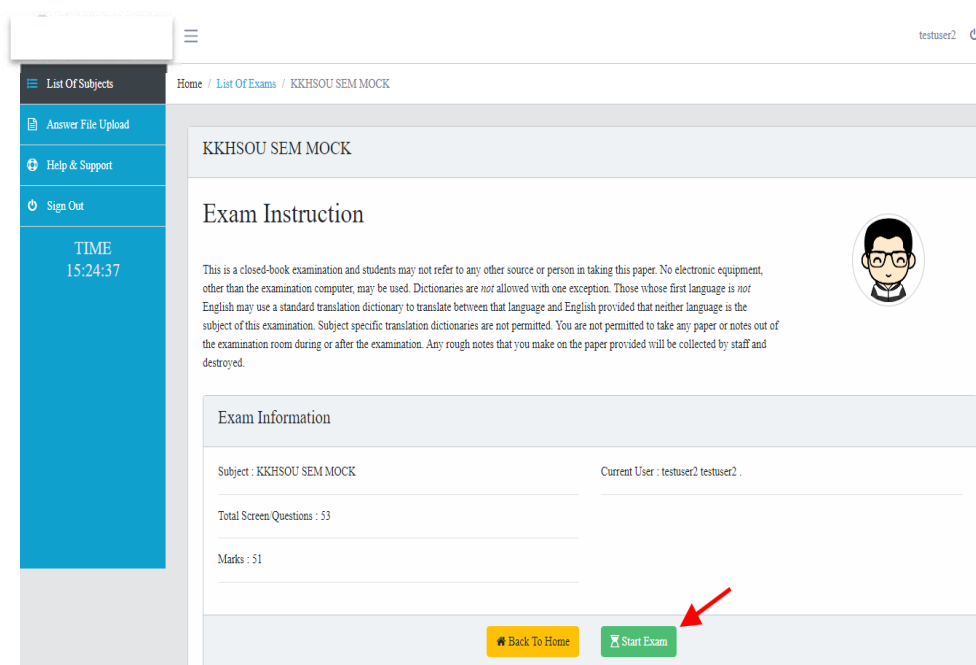 testuser2
List Of Subjects
Home / List Of Exams / KKHSOU SEM MOCK
Answer File Upload
Help & Support
Sign Out
TIME
15:24:37
KKHSOU SEM MOCK
Exam Instruction
This is a closed-book examination and students may not refer to any other source or person in taking this paper. No electronic equipment,
other than the examination computer, may be used. Dictionaries are not allowed with one exception. Those whose first language is not
English may use a standard translation dictionary to translate between that language and English provided that neither language is the
subject of this examination. Subject specific translation dictionaries are not permitted. You are not permitted to take any paper or notes out of
the examination room during or after the examination. Any rough notes that you make on the paper provided will be collected by staff and
destroyed.
Exam Information
Subject : KKHSOU SEM MOCK
Current User : testuser2 testuser2 .
Total Screen/Questions : 53
Marks : 51
Back To Home
Start Exam